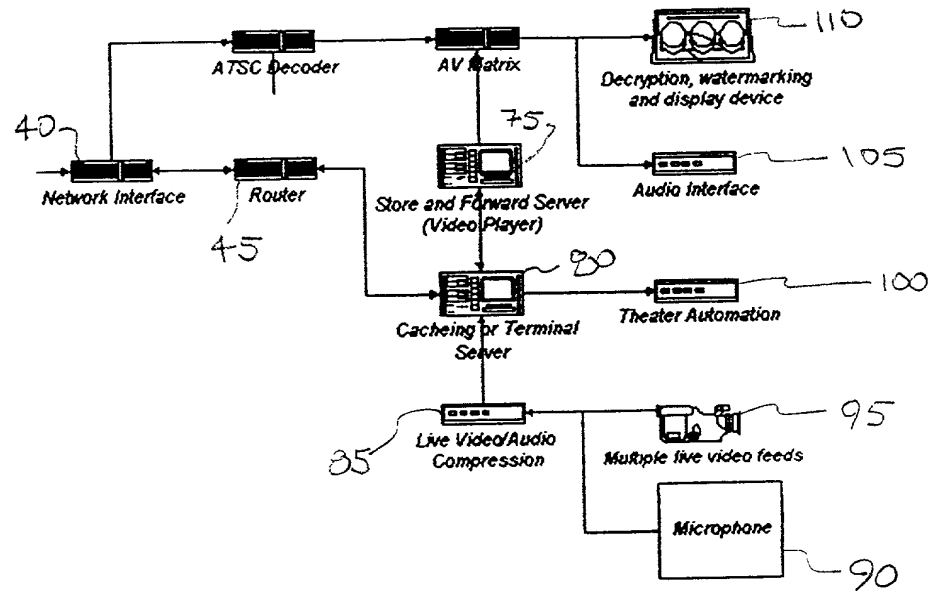 110
ATSC Decoder
AV Matrix
Decryption, watermarking
and display device
40
75
105
Network Interface
Router
Store and Forward Server
(Video Player)
Audio Interface
45
80
100
Cacheing or Terminal
Server
Theater Automation
95
85
Live Video/Audio
Compression
Multiple live video feeds
Microphone
90